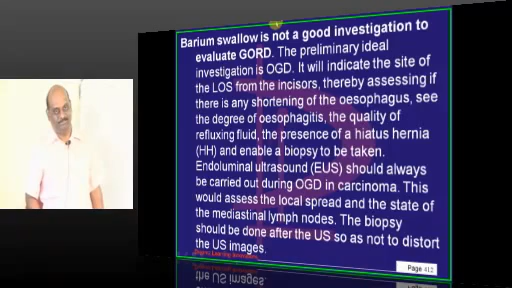 Barium swallow is not a good investigation to
evaluate GORD. The preliminary ideal
investigation is OGD. It will indicate the site of
the LOS from the incisors, thereby assessing if
there is any shortening of the oesophagus, see
the degree of oesophagitis, the quality of
refluxing fluid, the presence of a hiatus hernia
(HH) and enable a biopsy to be taken.
Endoluminal ultrasound (EUS) should always
be carried out during OGD in carcinoma. This
would assess the local spread and the state of
the mediastinal lymph nodes. The biopsy
should be done after the US so as not to distort
the US images.
Page 412